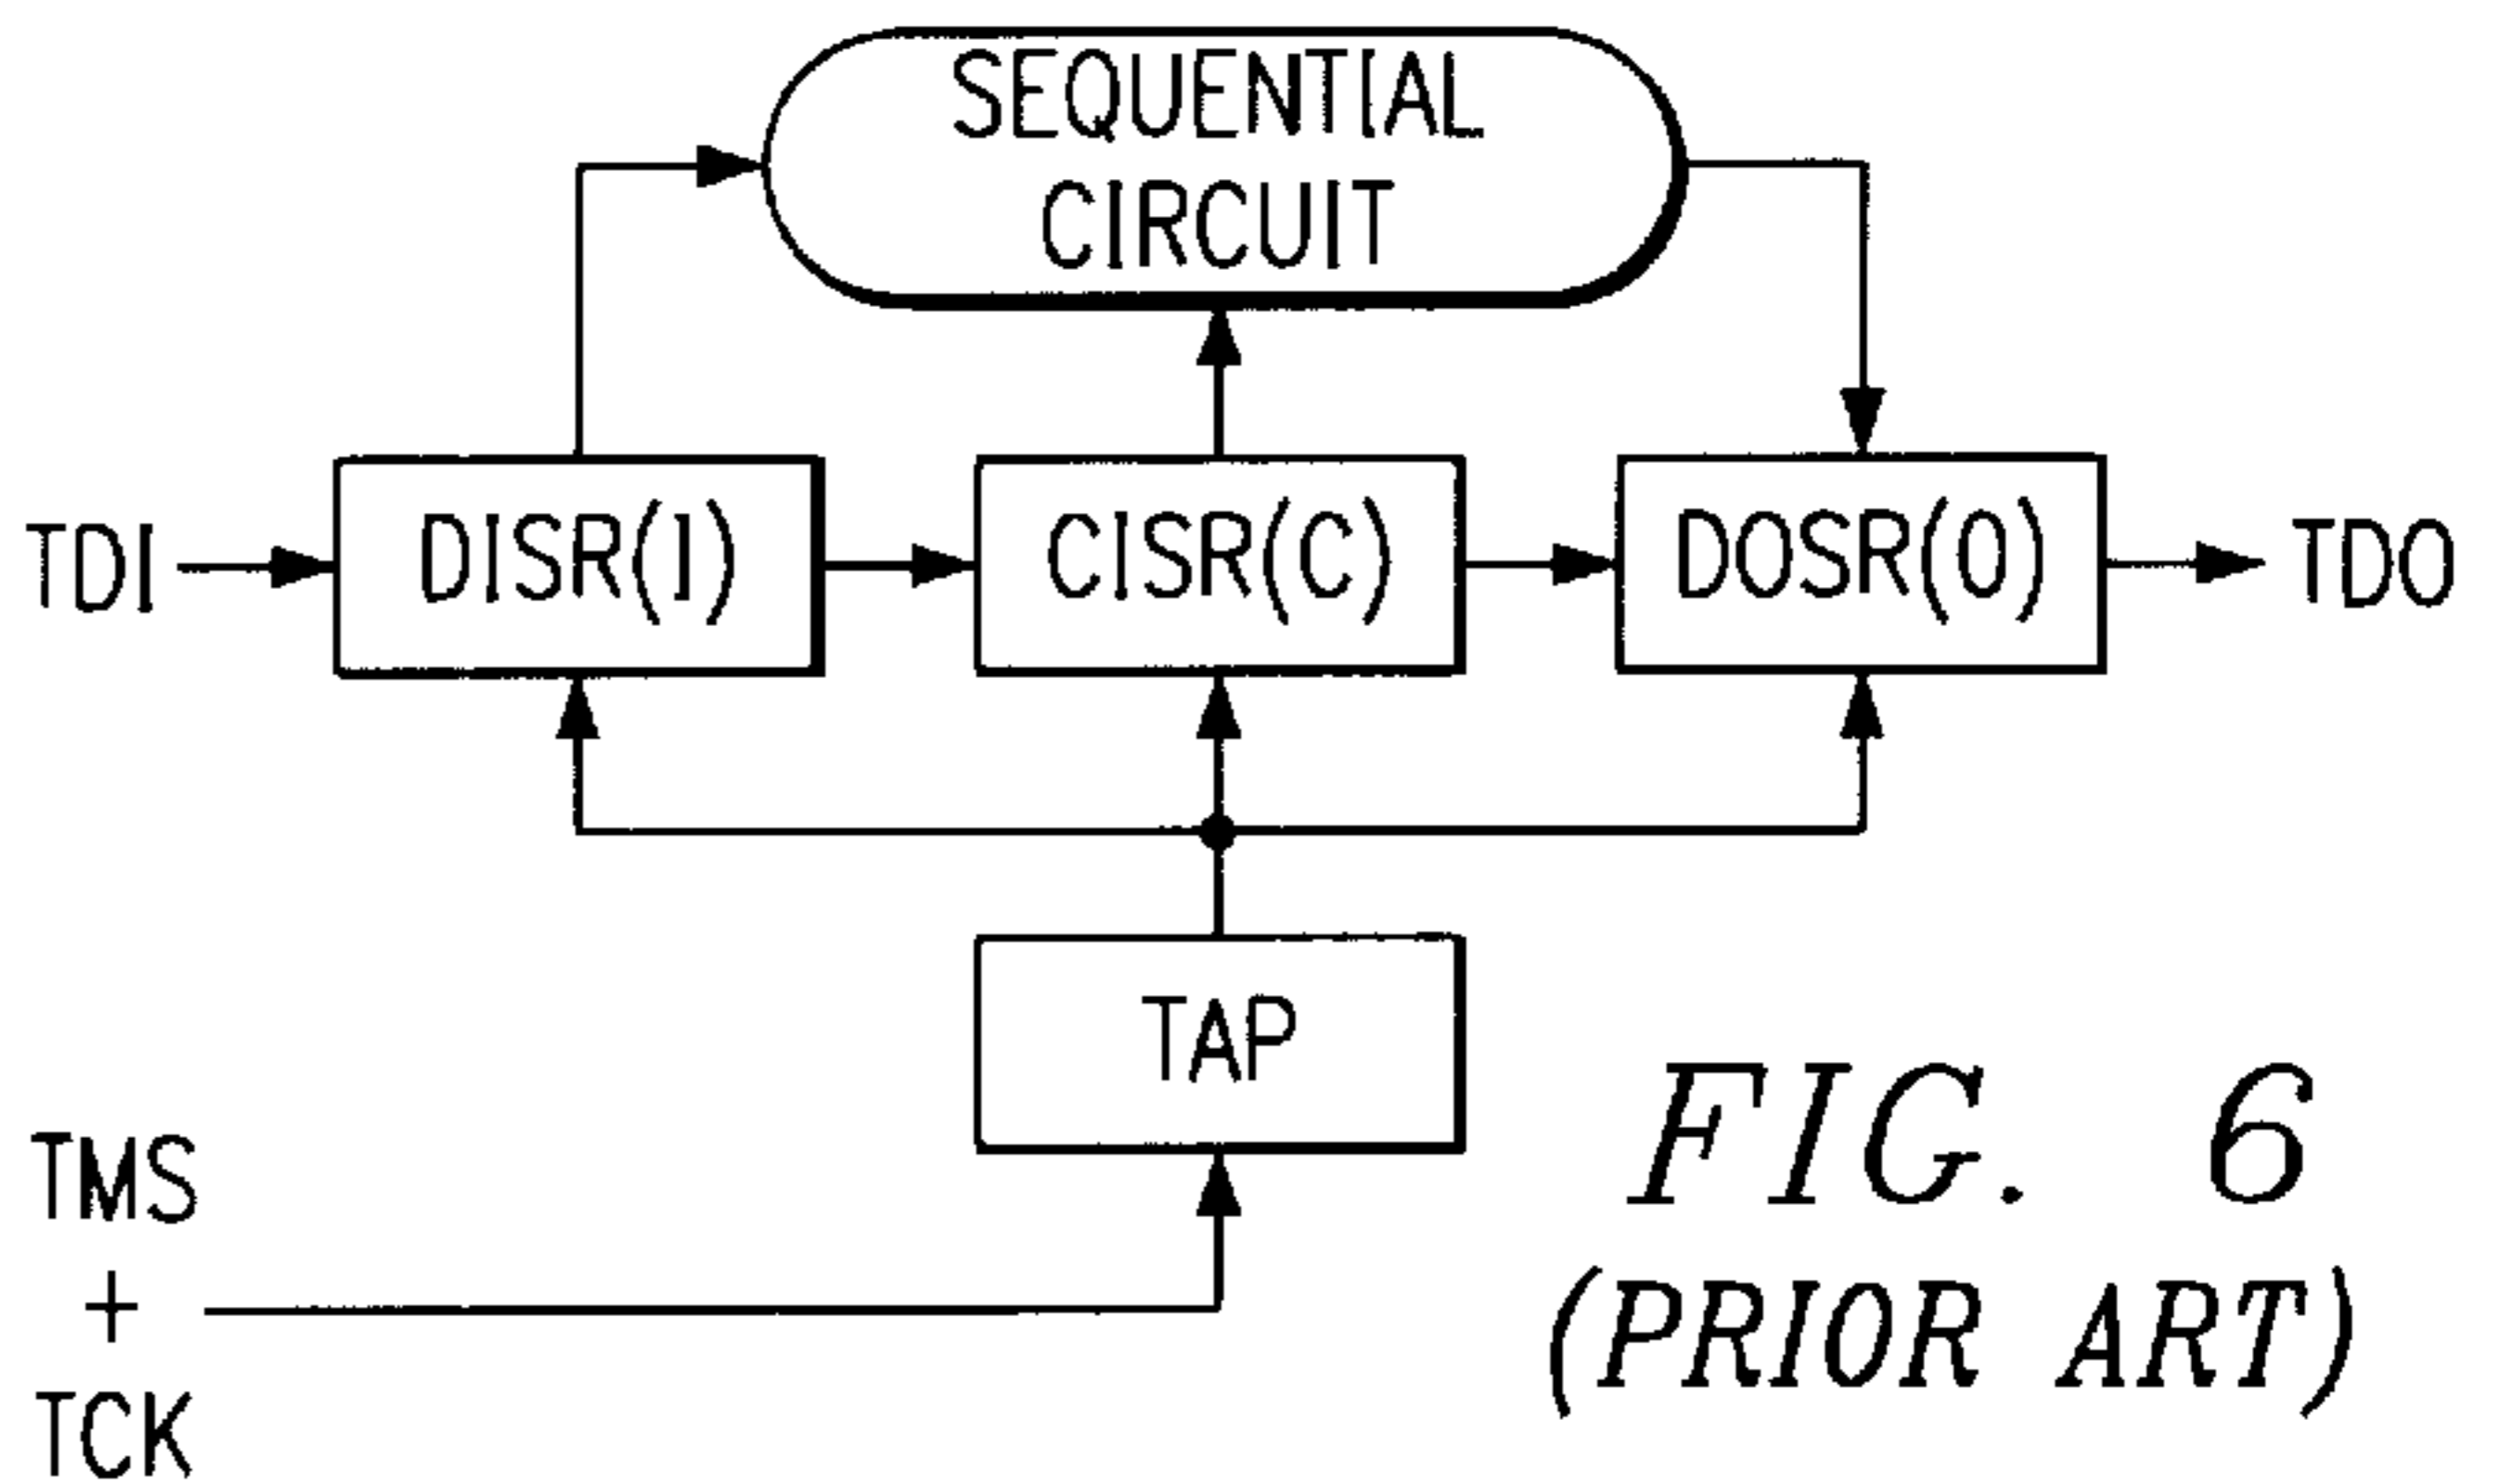 SEQUENTIAL
CIRCUIT
TDI
DISR(I)
CISR(C)
DOSR(O)
TDO
TAP
TMS
+
TCK
FIG. 6
(PRIOR ART)